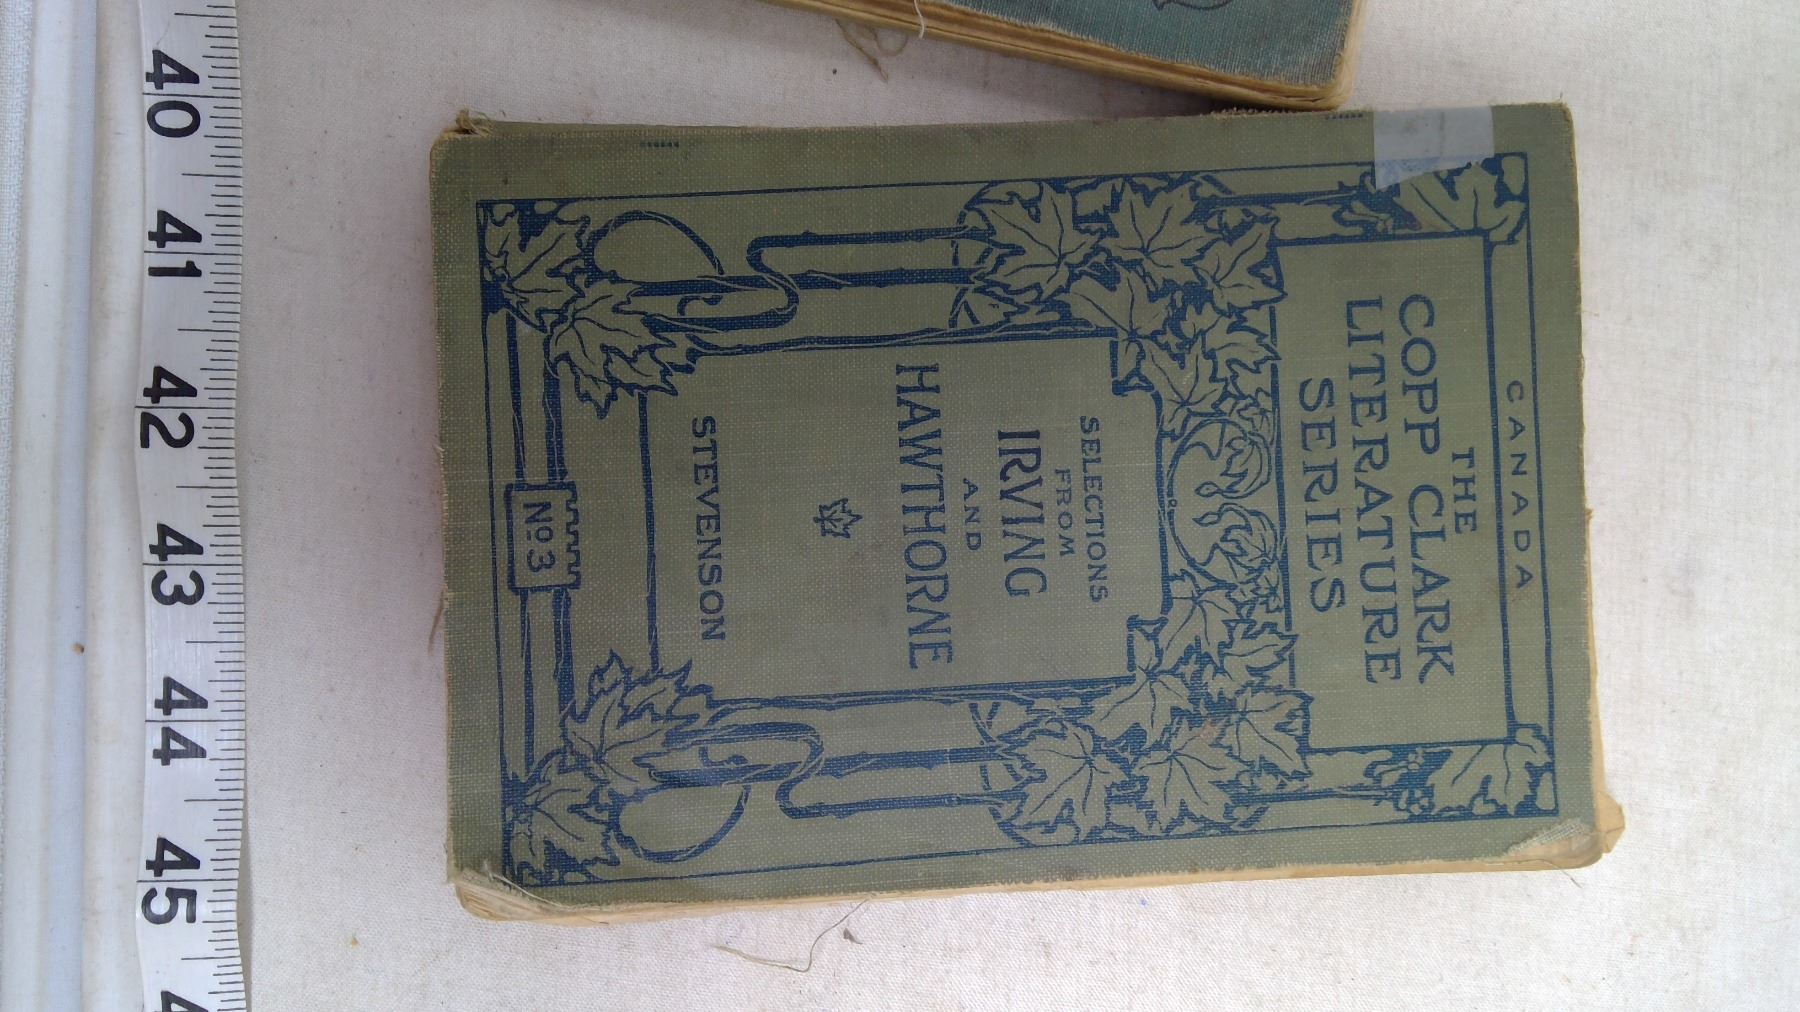 CANADA
THE
COPP CLARK
LITERATURE
SERIES
SELECTIONS
FROM
IRVING
AND
HAWTHORNE
STEVENSON
No 3
40
41
42
43
44
45
4